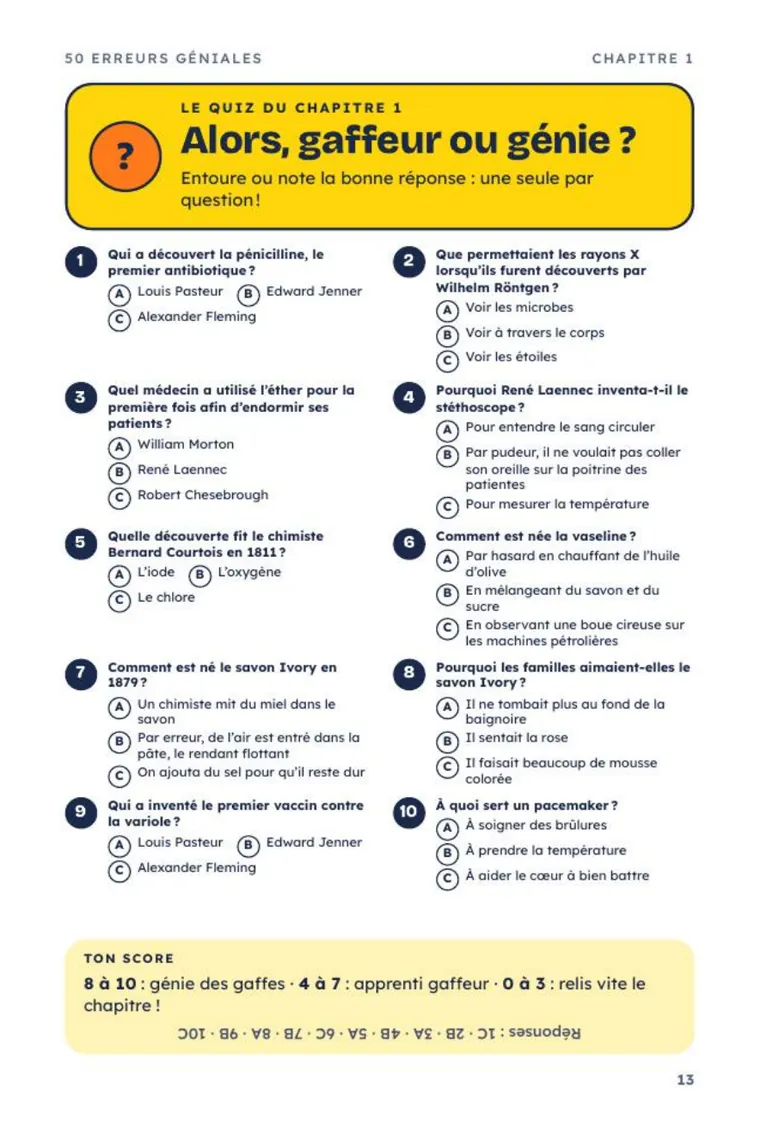 50 ERREURS GÉNIALES
CHAPITRE 1
LE QUIZ DU CHAPITRE 1
?
Alors, gaffeur ou génie ?
Entoure ou note la bonne réponse : une seule par
question !
1
Qui a découvert la pénicilline, le
premier antibiotique ?
A Louis Pasteur B Edward Jenner
C Alexander Fleming
2
Que permettaient les rayons X
lorsqu’ils furent découverts par
Wilhelm Röntgen ?
A Voir les microbes
B Voir à travers le corps
C Voir les étoiles
3
Quel médecin a utilisé l’éther pour la
première fois afin d’endormir ses
patients ?
A William Morton
B René Laennec
C Robert Chesebrough
4
Pourquoi René Laennec inventa-t-il le
stéthoscope ?
A Pour entendre le sang circuler
B Par pudeur, il ne voulait pas coller
son oreille sur la poitrine des
patientes
C Pour mesurer la température
5
Quelle découverte fit le chimiste
Bernard Courtois en 1811 ?
A L’iode B L’oxygène
C Le chlore
6
Comment est née la vaseline ?
A Par hasard en chauffant de l’huile
d’olive
B En mélangeant du savon et du
sucre
C En observant une boue cireuse sur
les machines pétrolières
7
Comment est né le savon Ivory en
1879 ?
A Un chimiste mit du miel dans le
savon
B Par erreur, de l’air est entré dans la
pâte, le rendant flottant
C On ajouta du sel pour qu’il reste dur
8
Pourquoi les familles aimaient-elles le
savon Ivory ?
A Il ne tombait plus au fond de la
baignoire
B Il sentait la rose
C Il faisait beaucoup de mousse
colorée
9
Qui a inventé le premier vaccin contre
la variole ?
A Louis Pasteur B Edward Jenner
C Alexander Fleming
10
À quoi sert un pacemaker ?
A À soigner des brûlures
B À prendre la température
C À aider le cœur à bien battre
TON SCORE
8 à 10 : génie des gaffes · 4 à 7 : apprenti gaffeur · 0 à 3 : relis vite le
chapitre !
Réponses : 1C · 2B · 3A · 4B · 5A · 6C · 7B · 8A · 9B · 10C
13